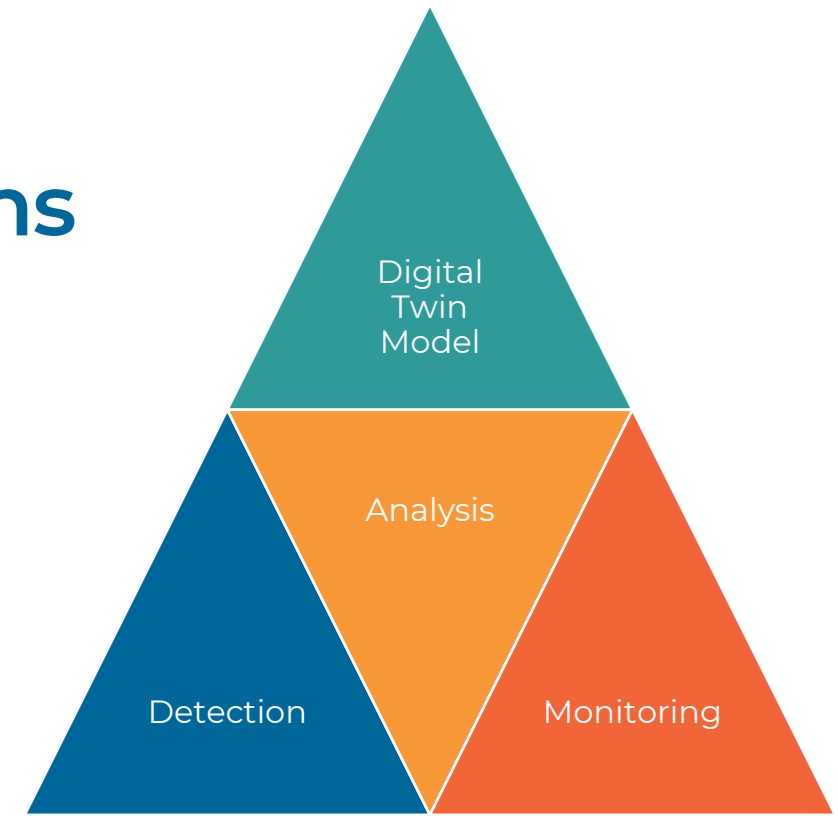 ns
Digital
Twin
Model
Analysis
Detection
Monitoring